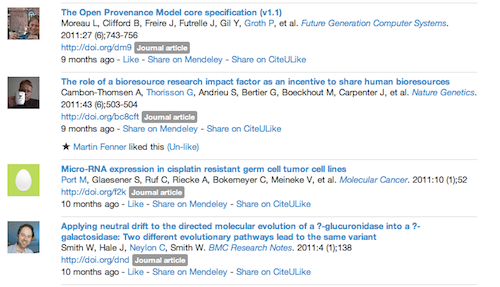 The Open Provenance Model core specification (v1.1)
Moreau L, Clifford B, Freire J, Futrelle J, Gil Y, Groth P, et al. Future Generation Computer Systems.
2011:27 (6);743-756
http://doi.org/dm9 Journal article
9 months ago - Like - Share on Mendeley - Share on CiteULike
The role of a bioresource research impact factor as an incentive to share human bioresources
Cambon-Thomsen A, Thorisson G, Andrieu S, Bertier G, Boeckhout M, Carpenter J, et al. Nature Genetics.
2011:43 (6);503-504
http://doi.org/bc8cft Journal article
9 months ago - Like - Share on Mendeley - Share on CiteULike
★ Martin Fenner liked this (Un-like)
Micro-RNA expression in cisplatin resistant germ cell tumor cell lines
Port M, Glaesener S, Ruf C, Riecke A, Bokemeyer C, Meineke V, et al. Molecular Cancer. 2011:10 (1);52
http://doi.org/f2k Journal article
10 months ago - Like - Share on Mendeley - Share on CiteULike
Applying neutral drift to the directed molecular evolution of a ?-glucuronidase into a ?-
galactosidase: Two different evolutionary pathways lead to the same variant
Smith W, Hale J, Neylon C, Smith W. BMC Research Notes. 2011:4 (1);138
http://doi.org/dnd Journal article
10 months ago - Like - Share on Mendeley - Share on CiteULike